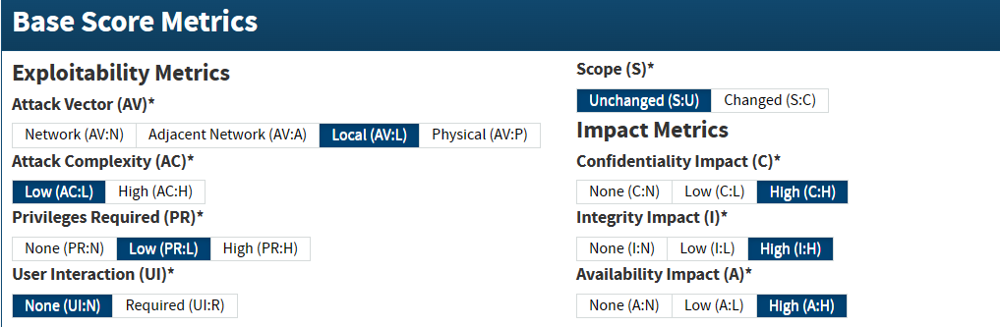 Base Score Metrics
Exploitability Metrics
Attack Vector (AV)*
Network (AV:N) Adjacent Network (AV:A) Local (AV:L) Physical (AV:P)
Attack Complexity (AC)*
Low (AC:L) High (AC:H)
Privileges Required (PR)*
None (PR:N) Low (PR:L) High (PR:H)
User Interaction (UI)*
None (UI:N) Required (UI:R)
Scope (S)*
Unchanged (S:U) Changed (S:C)
Impact Metrics
Confidentiality Impact (C)*
None (C:N) Low (C:L) High (C:H)
Integrity Impact (I)*
None (I:N) Low (I:L) High (I:H)
Availability Impact (A)*
None (A:N) Low (A:L) High (A:H)